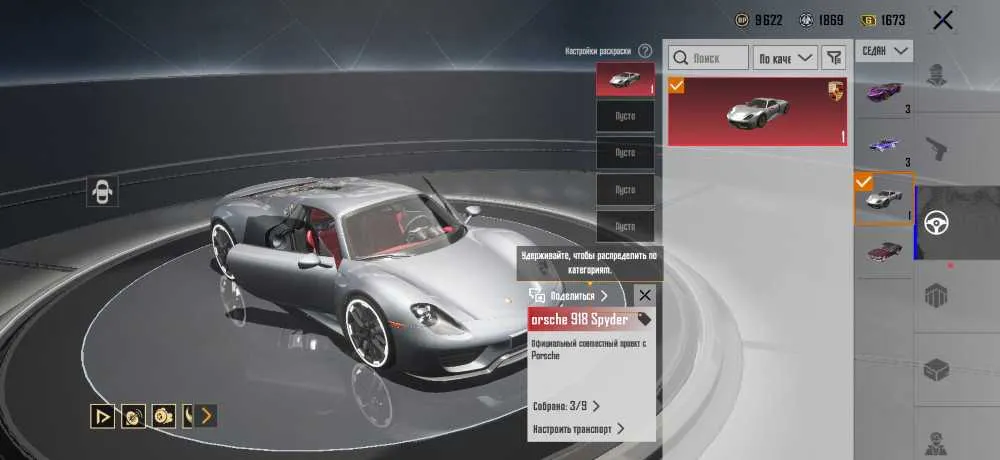 9622
1869
1673
Настройки раскраски
?
Поиск
По каче
СЕДАН
1
Пусто
Пусто
Пусто
Пусто
1
3
3
1
Удерживайте, чтобы распределить по
категориям.
Поделиться
orsche 918 Spyder
Официальный совместный проект с
Porsche
Собрано: 3/9
Настроить транспорт